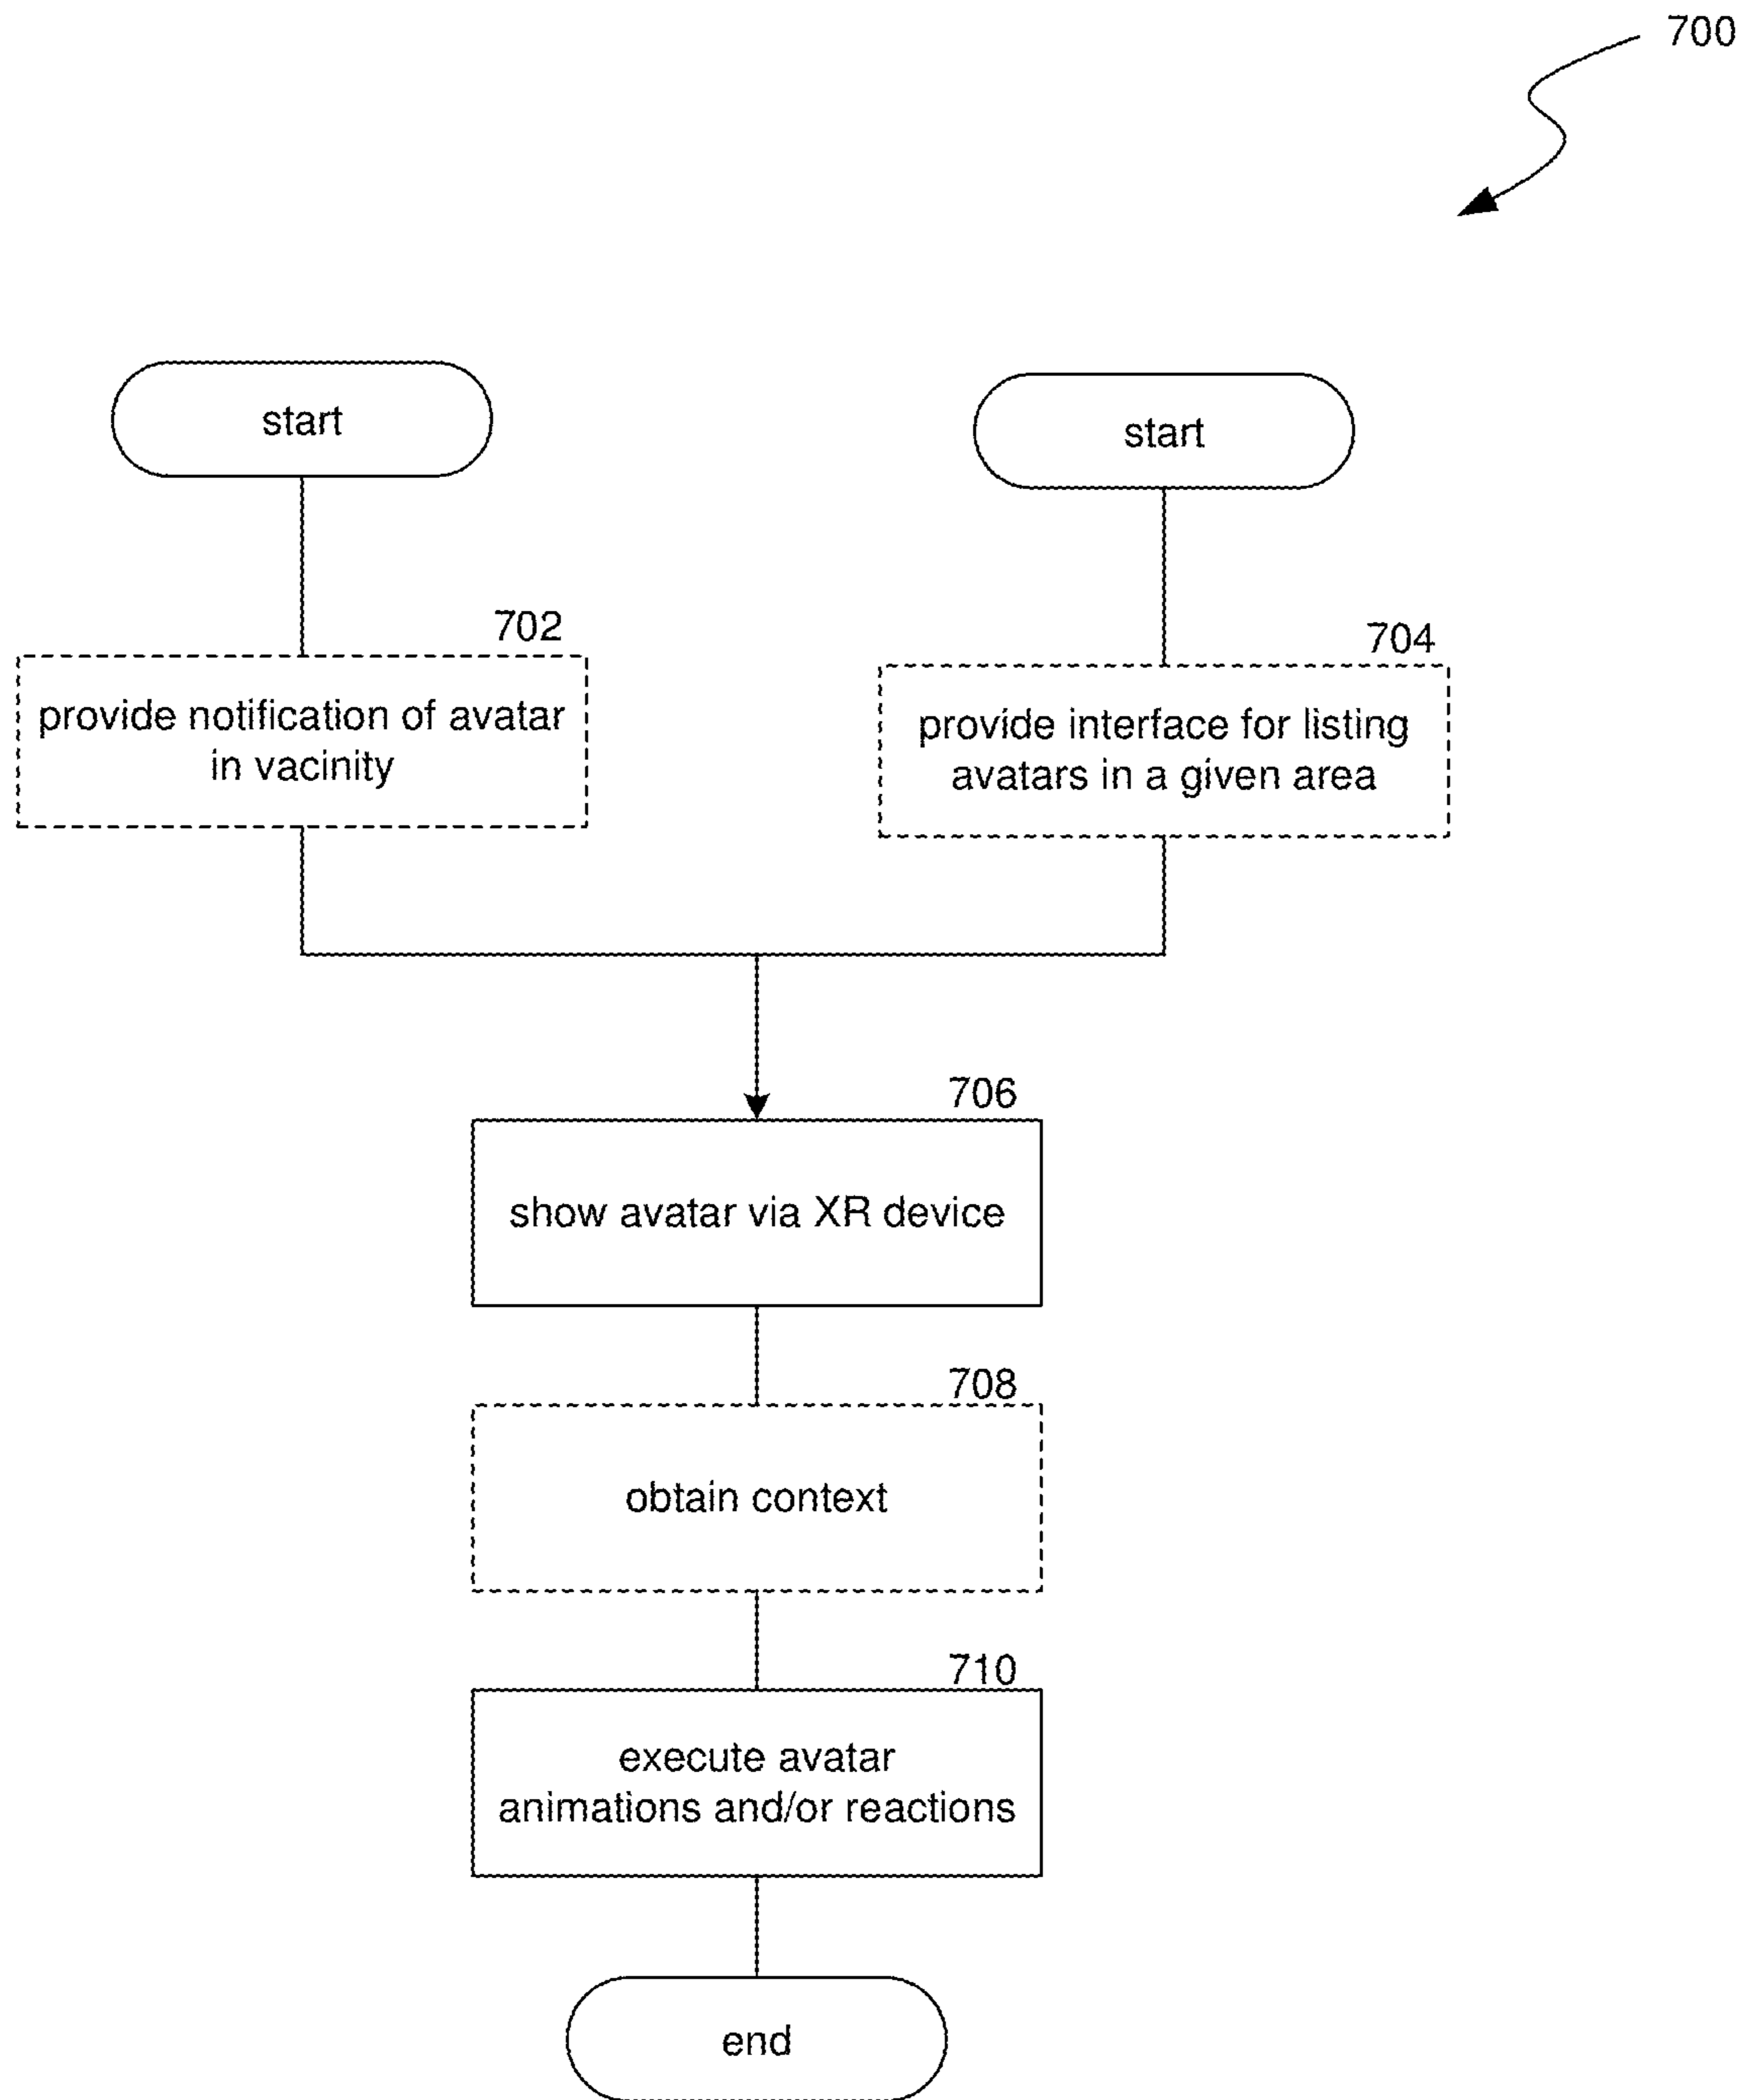 700
start
start
702
provide notification of avatar
in vacinity
704
provide interface for listing
avatars in a given area
706
show avatar via XR device
708
obtain context
710
execute avatar
animations and/or reactions
end